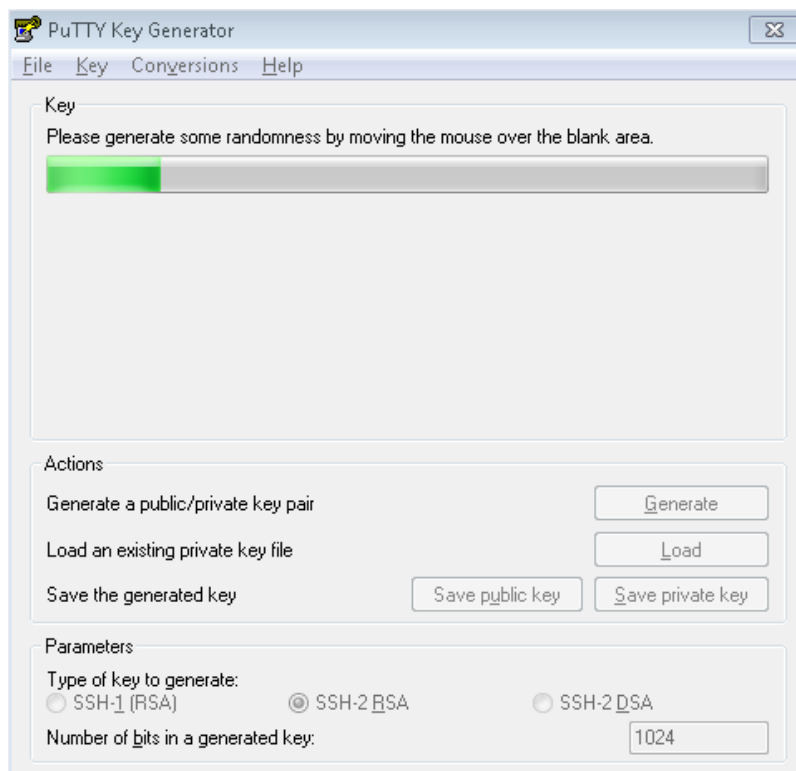 PuTTY Key Generator
File Key Conversions Help
Key
Please generate some randomness by moving the mouse over the blank area.
Actions
Generate a public/private key pair Generate
Load an existing private key file Load
Save the generated key Save public key Save private key
Parameters
Type of key to generate:
SSH-1 (RSA) SSH-2 RSA SSH-2 DSA
Number of bits in a generated key: 1024